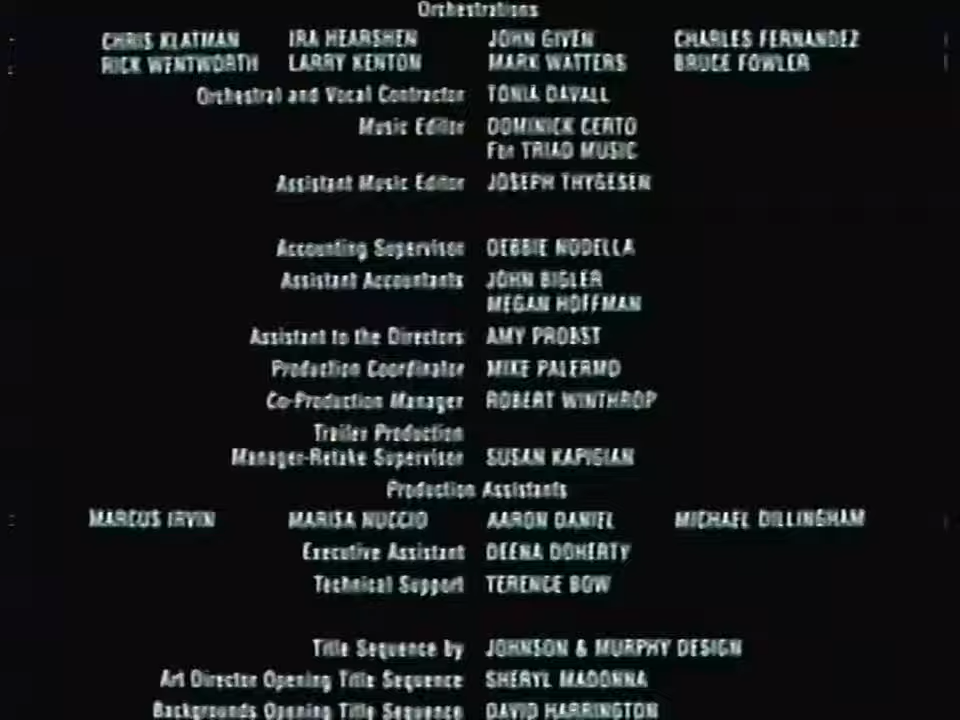 Orchestrations
CHRIS KLATMAN IRA HEARSHEN JOHN GIVEN CHARLES FERNANDEZ
RICK WENTWORTH LARRY KENTON MARK WATTERS BRUCE FOWLER
Orchestral and Vocal Contractor TONIA DAVALL
Music Editor DOMINICK CERTO
For TRIAD MUSIC
Assistant Music Editor JOSEPH THYGESEN
Accounting Supervisor DEBBIE NODELLA
Assistant Accountants JOHN BIGLER
MEGAN HOFFMAN
Assistant to the Directors AMY PROBST
Production Coordinator MIKE PALERMO
Co-Production Manager ROBERT WINTHROP
Trailer Production
Manager-Retake Supervisor SUSAN KAPIGIAN
Production Assistants
MARCUS IRVIN MARISA NUCCIO AARON DANIEL MICHAEL DILLINGHAM
Executive Assistant DEENA DOHERTY
Technical Support TERENCE BOW
Title Sequence by JOHNSON & MURPHY DESIGN
Art Director Opening Title Sequence SHERYL MADONNA
Backgrounds Opening Title Sequence DAVID HARRINGTON